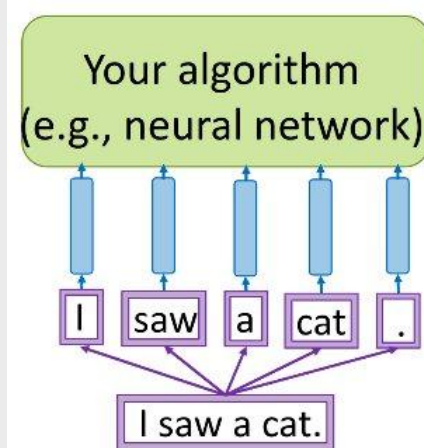 Your algorithm
(e.g., neural network)
I saw a cat .
I saw a cat.